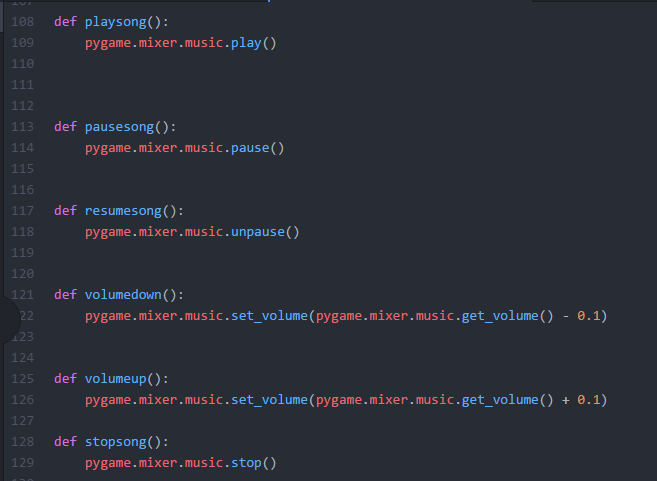 108 def playsong():
109 pygame.mixer.music.play()
110
111
112
113 def pausesong():
114 pygame.mixer.music.pause()
115
116
117 def resumesong():
118 pygame.mixer.music.unpause()
119
120
121 def volumedown():
22 pygame.mixer.music.set_volume(pygame.mixer.music.get_volume() - 0.1)
123
124
125 def volumeup():
126 pygame.mixer.music.set_volume(pygame.mixer.music.get_volume() + 0.1)
127
128 def stopsong():
129 pygame.mixer.music.stop()